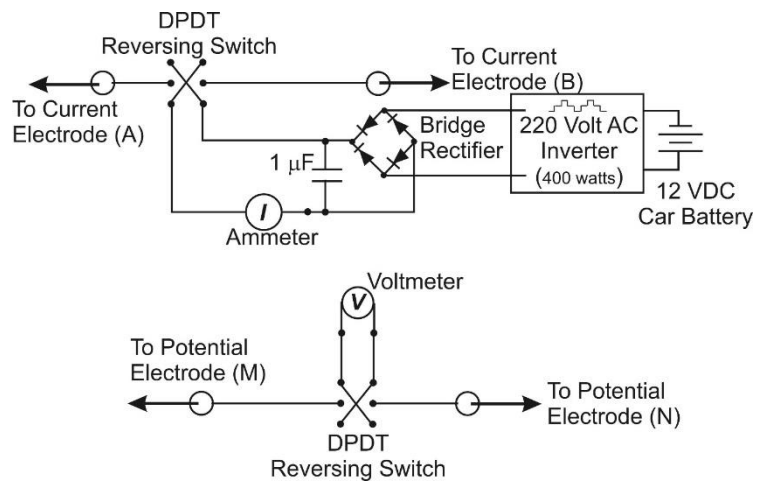 DPDT
Reversing Switch
To Current
Electrode (A)
To Current
Electrode (B)
Bridge
Rectifier
220 Volt AC
Inverter
(400 watts)
12 VDC
Car Battery
1 μF
I
Ammeter
V
Voltmeter
To Potential
Electrode (M)
To Potential
Electrode (N)
DPDT
Reversing Switch